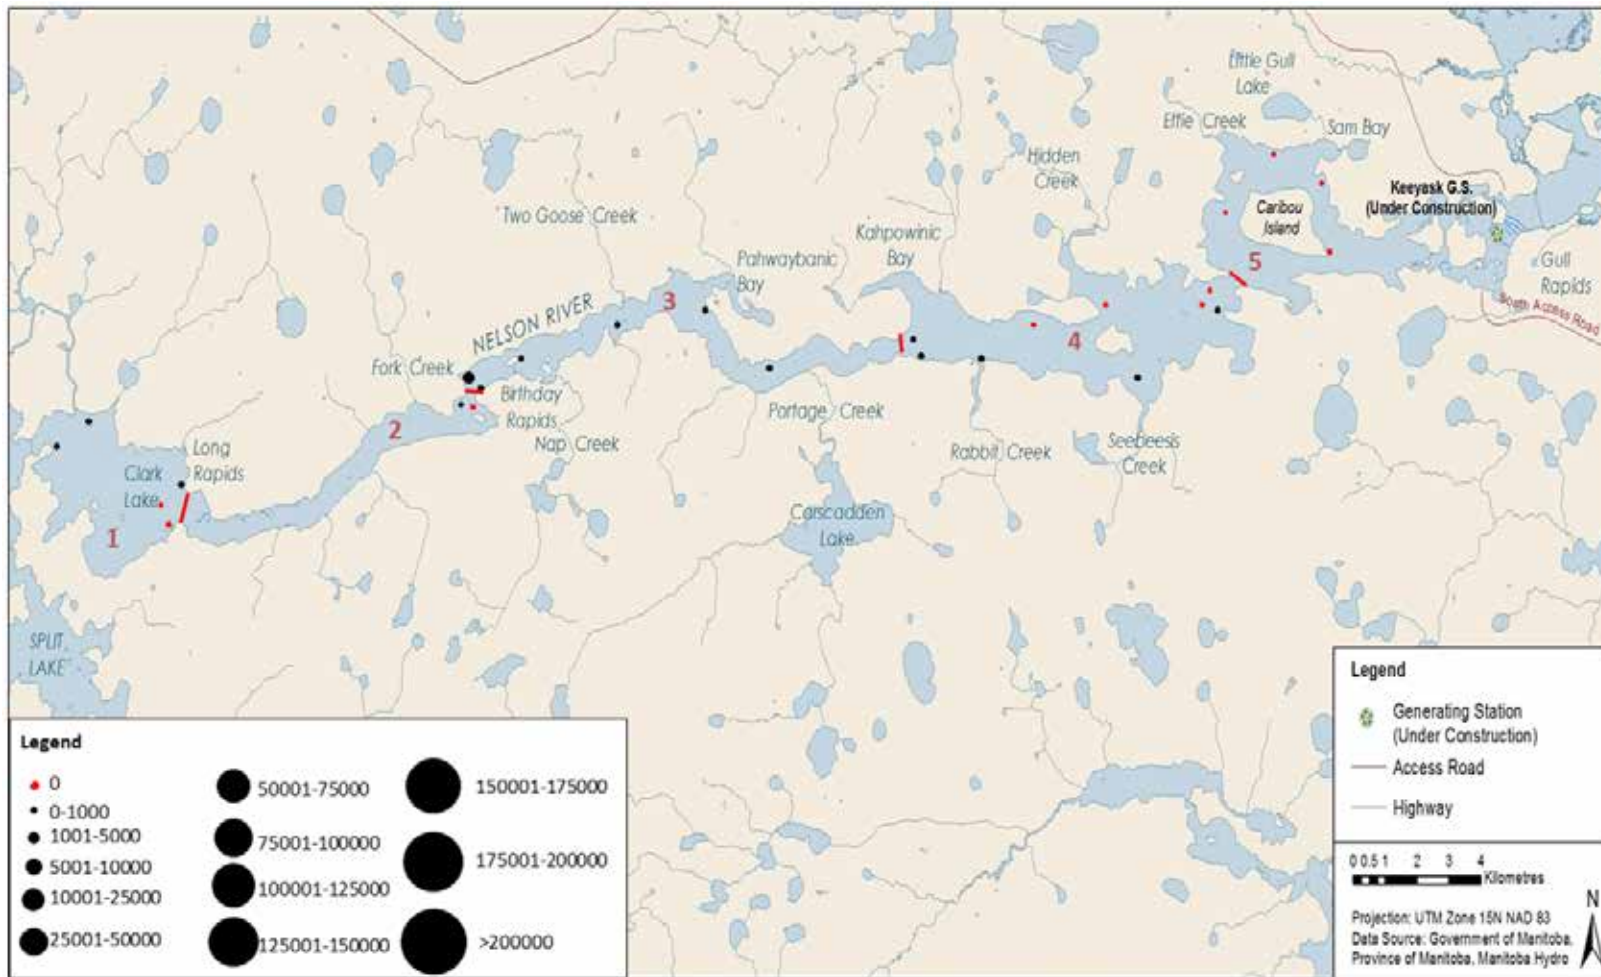 Little Gull
Lake
Effie Creek
Sam Bay
Hidden
Creek
Keeyask G.S.
(Under Construction)
Caribou
Island
Two Goose Creek
Kahpowinic
Bay
Pahwaybanic
Bay
5
Gull
Rapids
South Access Road
NELSON RIVER
3
4
Fork Creek
Birthday
Rapids
2
Nap Creek
Portage Creek
Rabbit Creek
Seebeesis
Creek
Long
Rapids
Clark
Lake
1
Carscadden
Lake
SPLIT
LAKE
Legend
0
0-1000
1001-5000
5001-10000
10001-25000
25001-50000
50001-75000
75001-100000
100001-125000
125001-150000
150001-175000
175001-200000
>200000
Legend
Generating Station
(Under Construction)
Access Road
Highway
0 0.5 1 2 3 4
Kilometres
N
Projection: UTM Zone 15N NAD 83
Data Source: Government of Manitoba,
Province of Manitoba, Manitoba Hydro